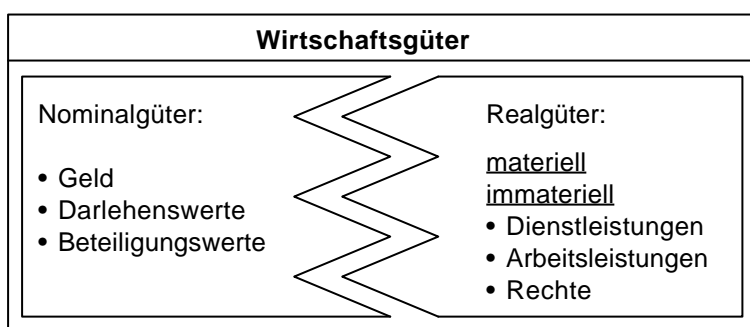 Wirtschaftsgüter
Nominalgüter:
• Geld
• Darlehenswerte
• Beteiligungswerte
Realgüter:
materiell
immateriell
• Dienstleistungen
• Arbeitsleistungen
• Rechte